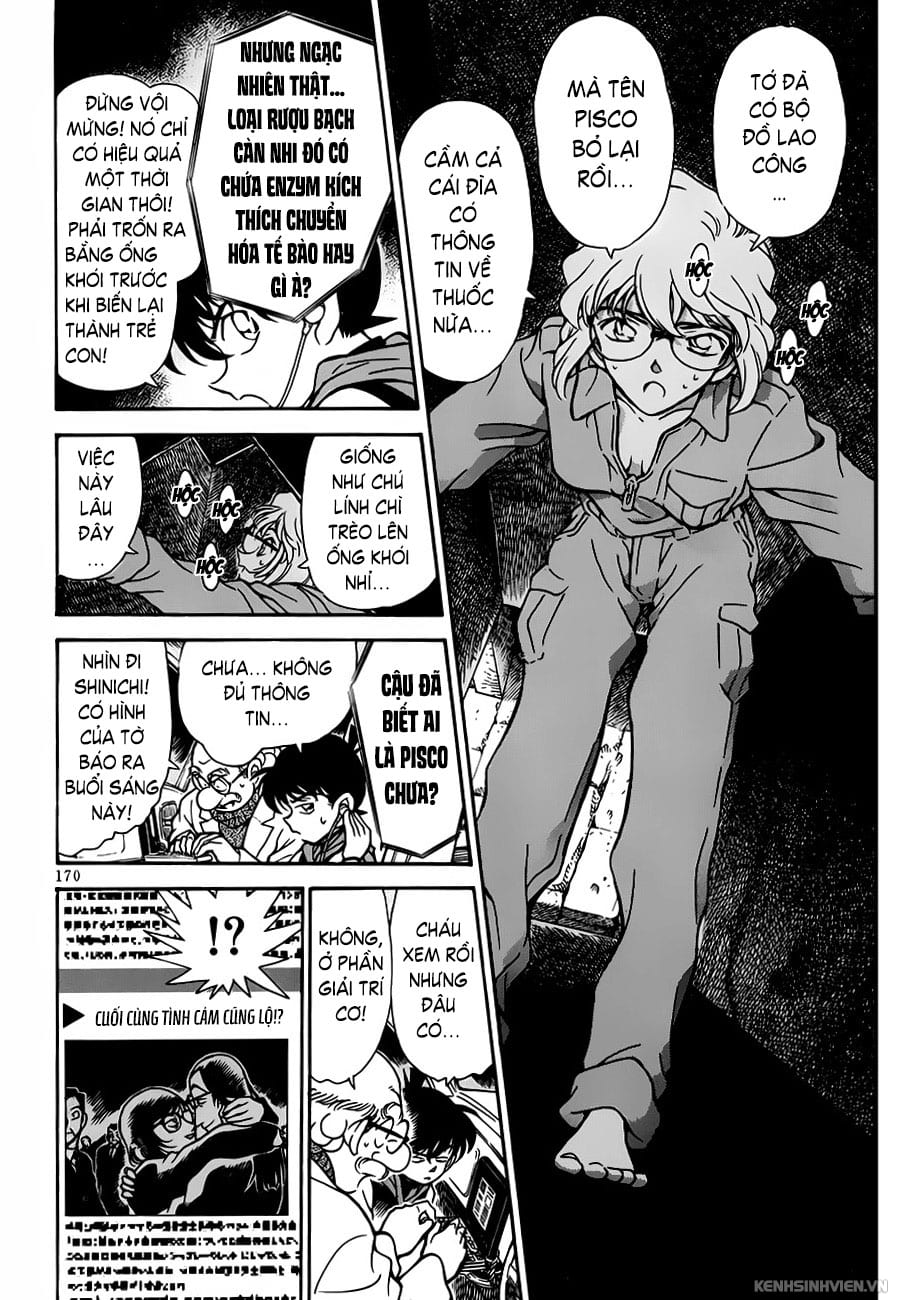 TỚ ĐÃ
CÓ BỘ
ĐỒ LAO
CÔNG
...
MÀ TÊN
PISCO
BỎ LẠI
RỒI...
CẦM CẢ
CÁI ĐĨA
CÓ
THÔNG
TIN VỀ
THUỐC
NỮA...
HỘC
HỘC
HỘC
NHƯNG NGẠC
NHIÊN THẬT...
LOẠI RƯỢU BẠCH
CÀN NHI ĐÓ CÓ
CHỨA ENZYM KÍCH
THÍCH CHUYỂN
HÓA TẾ BÀO HAY
GÌ À?
ĐỪNG VỘI
MỪNG! NÓ CHỈ
CÓ HIỆU QUẢ
MỘT THỜI
GIAN THÔI!
PHẢI TRỐN RA
BẰNG ỐNG
KHÓI TRƯỚC
KHI BIẾN LẠI
THÀNH TRẺ
CON!
GIỐNG
NHƯ CHÚ
LÍNH CHÌ
TRÈO LÊN
ỐNG KHÓI
NHỈ...
HỘC
HỘC
HỘC
VIỆC
NÀY
LÂU
ĐÂY
...
CẬU ĐÃ
BIẾT AI
LÀ PISCO
CHƯA?
CHƯA... KHÔNG
ĐỦ THÔNG
TIN...
NHÌN ĐI
SHINICHI!
CÓ HÌNH
CỦA TỜ
BÁO RA
BUỔI SÁNG
NÀY!
170
CHÁU
XEM RỒI
NHƯNG
ĐÂU
CÓ...
KHÔNG,
Ở PHẦN
GIẢI TRÍ
CƠ!
!?
CUỐI CÙNG TÌNH CẢM CŨNG LỘ!?
KENHSINHVIEN.VN